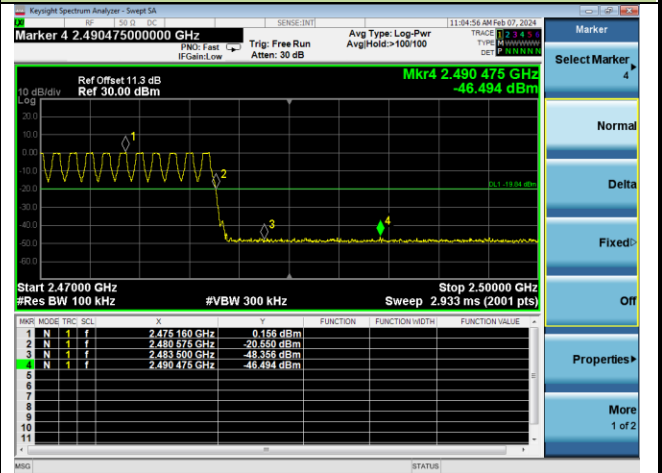 Keysight Spectrum Analyzer - Swept SA
RF 50 Ω DC SENSE:INT 11:04:56 AM Feb 07, 2024
Marker 4 2.490475000000 GHz
PNO: Fast
IFGain:Low
Trig: Free Run
Atten: 30 dB
Avg Type: Log-Pwr
Avg|Hold:>100/100
TRACE 1 2 3 4 5 6
TYPE M WWWWW
DET P NNNNN
Ref Offset 11.3 dB
10 dB/div Ref 30.00 dBm
Log
Mkr4 2.490 475 GHz
-46.494 dBm
20.0
10.0
0.00
-10.0
-20.0
-30.0
-40.0
-50.0
-60.0
1
2
3
4
DL1 -19.84 dBm
Start 2.47000 GHz Stop 2.50000 GHz
#Res BW 100 kHz #VBW 300 kHz Sweep 2.933 ms (2001 pts)
MKR MODE TRC SCL X Y FUNCTION FUNCTION WIDTH FUNCTION VALUE
1 N 1 f 2.475 160 GHz 0.156 dBm
2 N 1 f 2.480 575 GHz -20.550 dBm
3 N 1 f 2.483 500 GHz -48.356 dBm
4 N 1 f 2.490 475 GHz -46.494 dBm
5
6
7
8
9
10
11
MSG STATUS
Marker
Select Marker
4
Normal
Delta
Fixed
Off
Properties
More
1 of 2